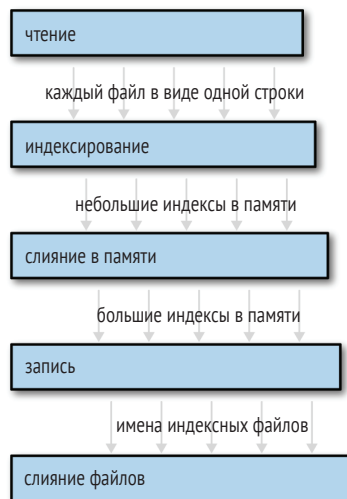 чтение
каждый файл в виде одной строки
индексирование
небольшие индексы в памяти
слияние в памяти
большие индексы в памяти
запись
имена индексных файлов
слияние файлов